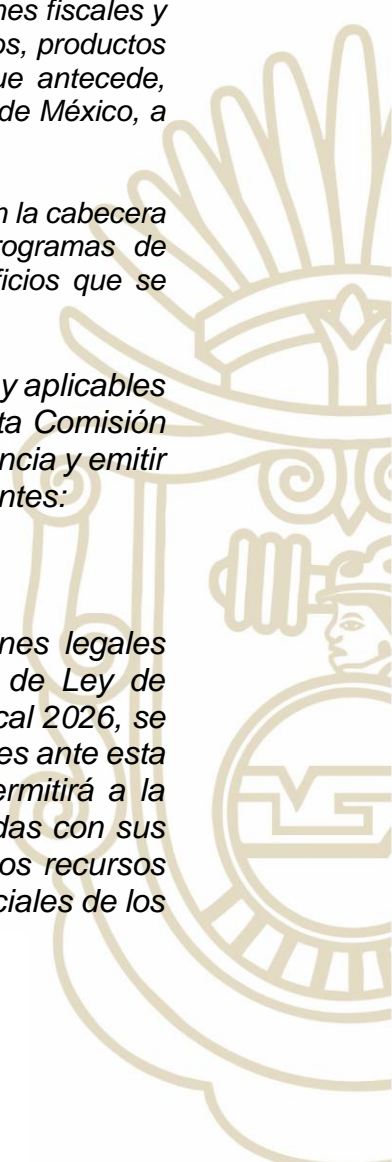 nes fiscales y
os, productos
ue antecede,
de México, a
n la cabecera
rogramas de
ficios que se
y aplicables
ta Comisión
ncia y emitir
entes:
nes legales
de Ley de
cal 2026, se
es ante esta
ermitirá a la
das con sus
os recursos
ciales de los